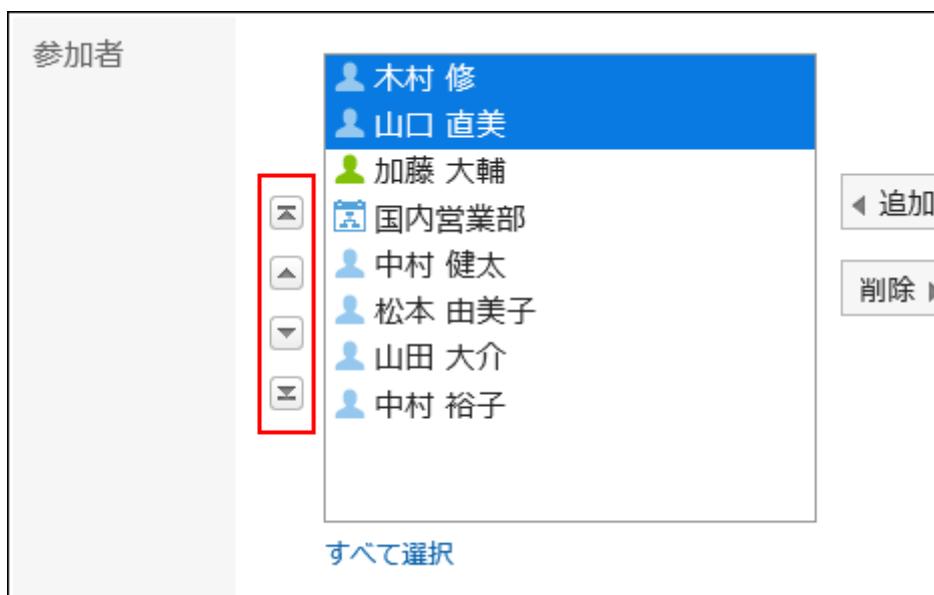 参加者
木村 修
山口 直美
加藤 大輔
国内営業部
中村 健太
松本 由美子
山田 大介
中村 裕子
追加
削除
すべて選択